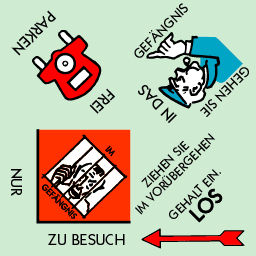 FREI
PARKEN
GEHEN SIE
IN DAS
GEFÄNGNIS
IM
GEFÄNGNIS
NUR
ZU BESUCH
ZIEHEN SIE
IM VORÜBERGEHEN
GEHALT EIN.
LOS